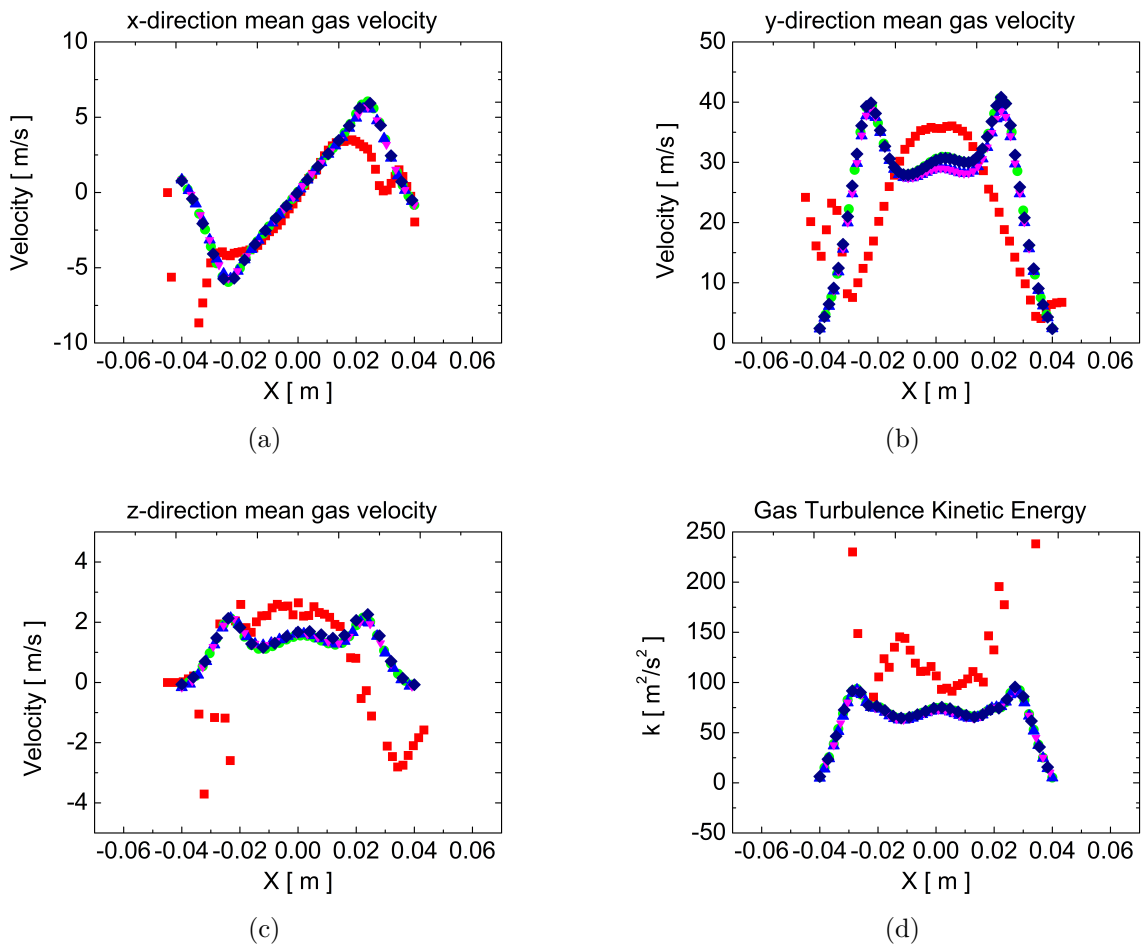 x-direction mean gas velocity
10
5
0
-5
-10
Velocity [ m/s ]
-0.06 -0.04 -0.02 0.00 0.02 0.04 0.06
X [ m ]
(a)
y-direction mean gas velocity
50
40
30
20
10
0
Velocity [ m/s ]
-0.06 -0.04 -0.02 0.00 0.02 0.04 0.06
X [ m ]
(b)
z-direction mean gas velocity
4
2
0
-2
-4
Velocity [ m/s ]
-0.06 -0.04 -0.02 0.00 0.02 0.04 0.06
X [ m ]
(c)
Gas Turbulence Kinetic Energy
250
200
150
100
50
0
-50
k [ m²/s² ]
-0.06 -0.04 -0.02 0.00 0.02 0.04 0.06
X [ m ]
(d)